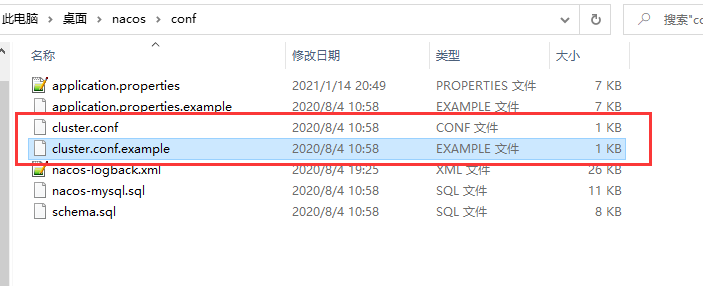 此电脑 > 桌面 > nacos > conf
搜索"co
名称 修改日期 类型 大小
application.properties 2021/1/14 20:49 PROPERTIES 文件 7 KB
application.properties.example 2020/8/4 10:58 EXAMPLE 文件 7 KB
cluster.conf 2020/8/4 10:58 CONF 文件 1 KB
cluster.conf.example 2020/8/4 10:58 EXAMPLE 文件 1 KB
nacos-logback.xml 2020/8/4 19:25 XML 文件 26 KB
nacos-mysql.sql 2020/8/4 10:58 SQL 文件 11 KB
schema.sql 2020/8/4 10:58 SQL 文件 8 KB